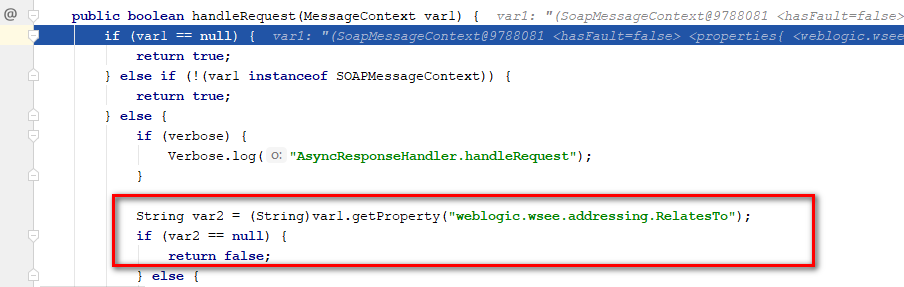 @ public boolean handleRequest(MessageContext var1) { var1: "(SoapMessageContext@9788081 <hasFault=false>
if (var1 == null) { var1: "(SoapMessageContext@9788081 <hasFault=false> <properties{ <weblogic.wsee
return true;
} else if (!(var1 instanceof SOAPMessageContext)) {
return true;
} else {
if (verbose) {
Verbose.log( o: "AsyncResponseHandler.handleRequest");
}
String var2 = (String)var1.getProperty("weblogic.wsee.addressing.RelatesTo");
if (var2 == null) {
return false;
} else {